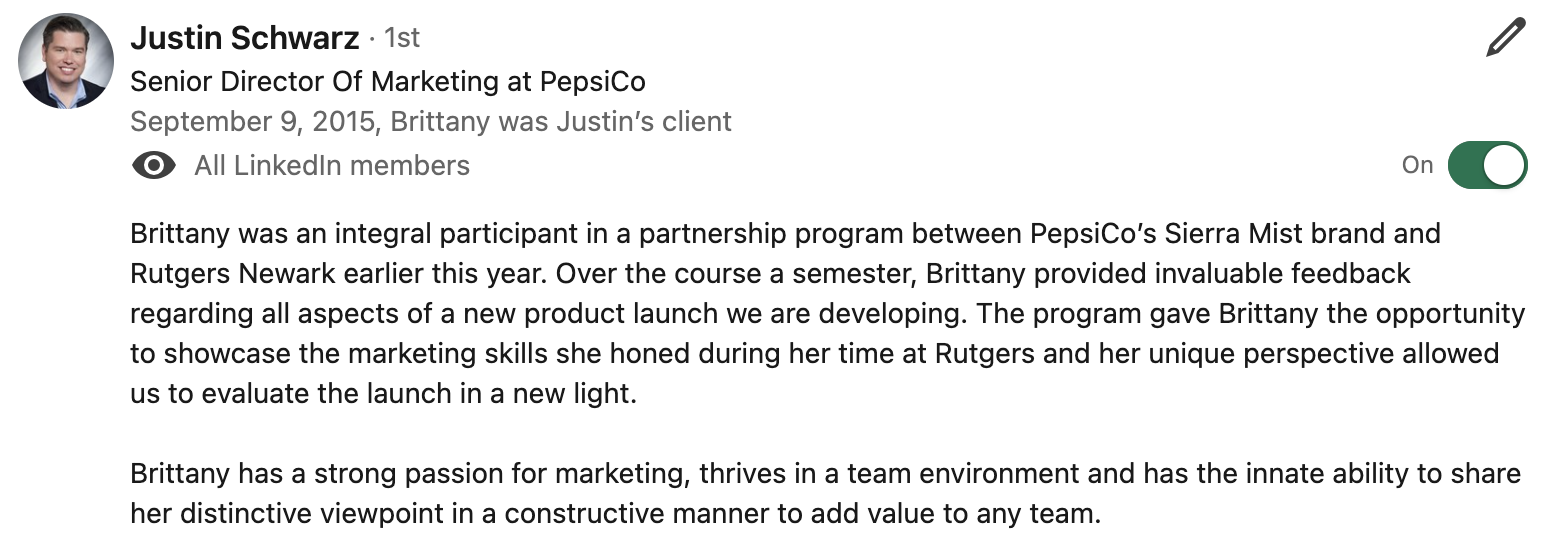 Justin Schwarz · 1st
Senior Director Of Marketing at PepsiCo
September 9, 2015, Brittany was Justin’s client
All LinkedIn members
On
Brittany was an integral participant in a partnership program between PepsiCo’s Sierra Mist brand and
Rutgers Newark earlier this year. Over the course a semester, Brittany provided invaluable feedback
regarding all aspects of a new product launch we are developing. The program gave Brittany the opportunity
to showcase the marketing skills she honed during her time at Rutgers and her unique perspective allowed
us to evaluate the launch in a new light.
Brittany has a strong passion for marketing, thrives in a team environment and has the innate ability to share
her distinctive viewpoint in a constructive manner to add value to any team.